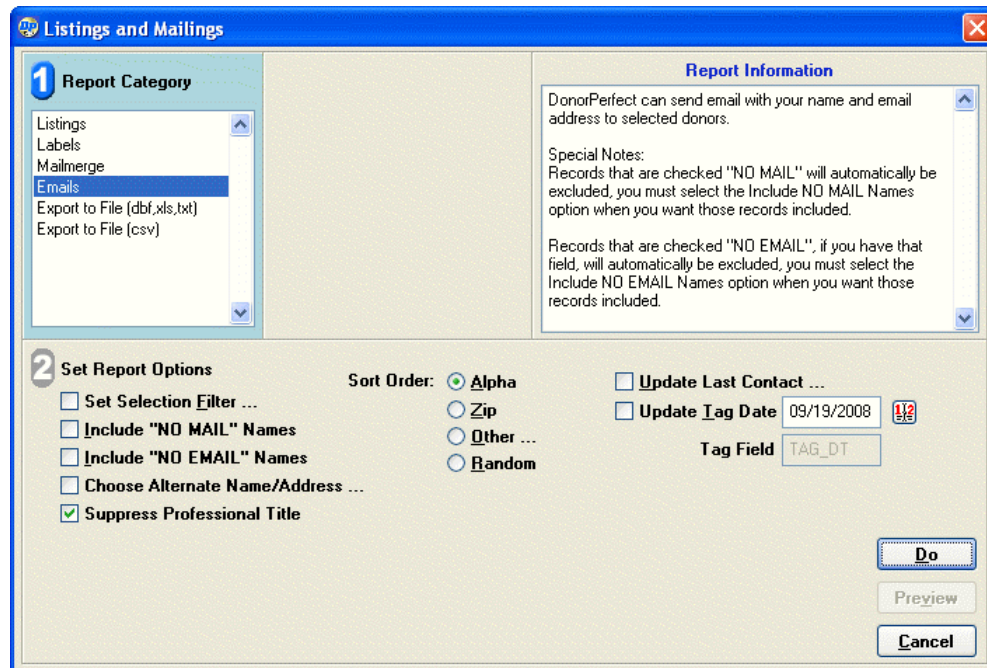 Listings and Mailings
1 Report Category
Listings
Labels
Mailmerge
Emails
Export to File (dbf,xls,txt)
Export to File (csv)
Report Information
DonorPerfect can send email with your name and email
address to selected donors.
Special Notes:
Records that are checked "NO MAIL" will automatically be
excluded, you must select the Include NO MAIL Names
option when you want those records included.
Records that are checked "NO EMAIL", if you have that
field, will automatically be excluded, you must select the
Include NO EMAIL Names option when you want those
records included.
2 Set Report Options
Set Selection Filter ...
Include "NO MAIL" Names
Include "NO EMAIL" Names
Choose Alternate Name/Address ...
Suppress Professional Title
Sort Order: Alpha
Zip
Other ...
Random
Update Last Contact ...
Update Tag Date 09/19/2008
Tag Field TAG_DT
Do
Preview
Cancel